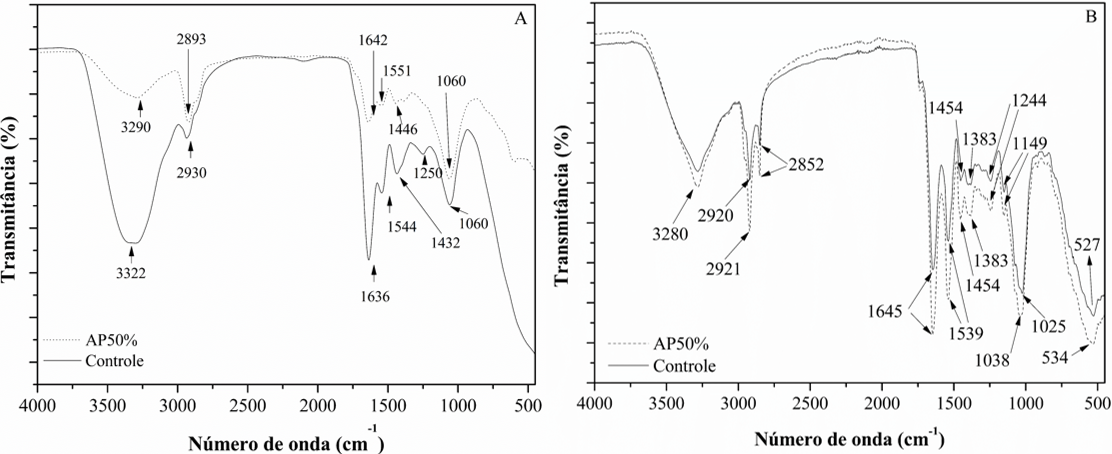 A
Transmitância (%)
2893
1642
1551
1060
3290
2930
1446
1250
1544
1432
1060
3322
1636
AP50%
Controle
4000 3500 3000 2500 2000 1500 1000 500
Número de onda (cm-1)
B
Transmitância (%)
1454
1383
1244
1149
2852
3280
2920
2921
1645
1539
1454
1383
1038
1025
527
534
AP50%
Controle
4000 3500 3000 2500 2000 1500 1000 500
Número de onda (cm-1)